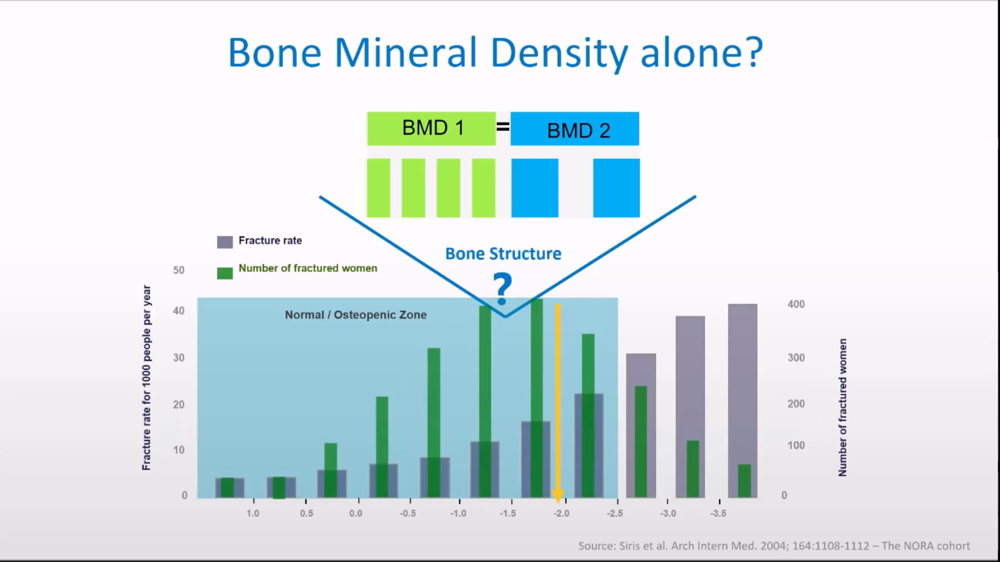 Bone Mineral Density alone?
BMD 1
=
BMD 2
Fracture rate
Number of fractured women
Bone Structure
?
Normal / Osteopenic Zone
Fracture rate for 1000 people per year
50
40
30
20
10
0
400
300
200
100
0
Number of fractured women
1.0 0.5 0.0 -0.5 -1.0 -1.5 -2.0 -2.5 -3.0 -3.5
Source: Siris et al. Arch Intern Med. 2004; 164:1108-1112 – The NORA cohort